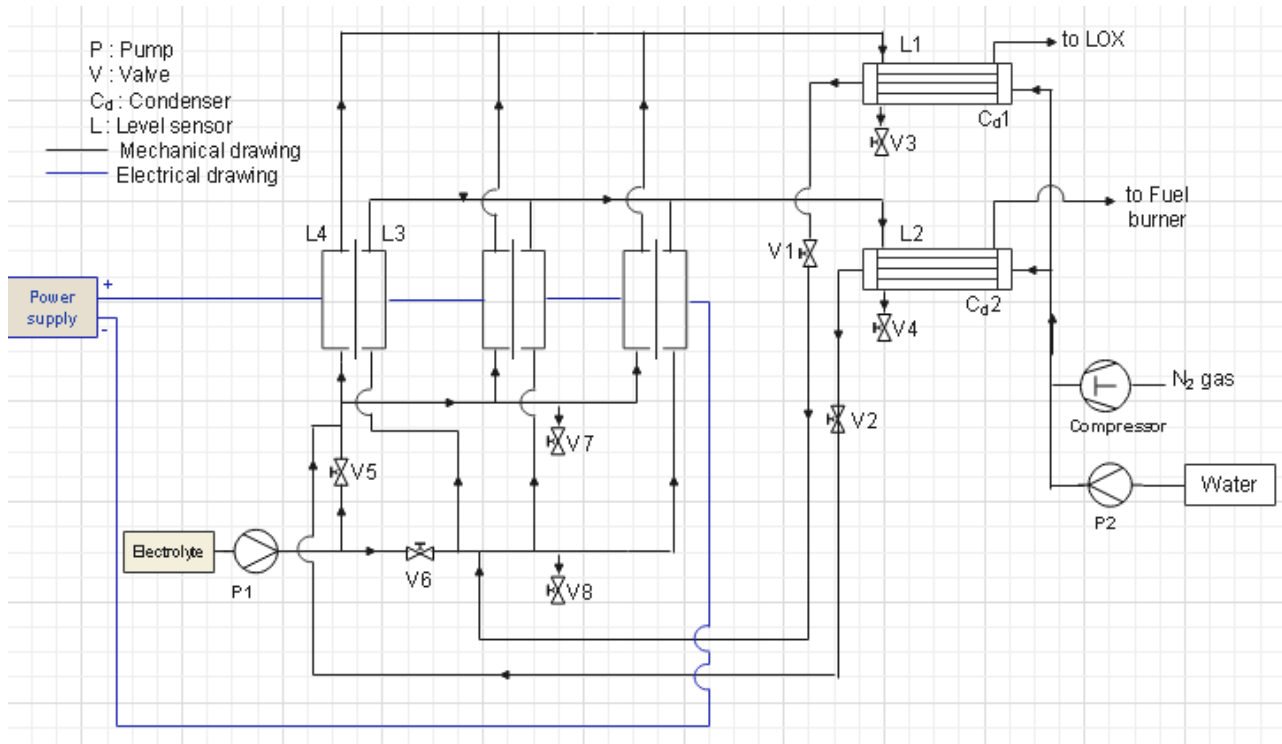 P : Pump
V : Valve
Cd : Condenser
L : Level sensor
Mechanical drawing
Electrical drawing
L1
to LOX
Cd1
V3
to Fuel
burner
L4
L3
L2
V1
Cd2
V4
Power
supply
+
-
N2 gas
Compressor
V2
V7
V5
Water
P2
Electrolyte
P1
V6
V8